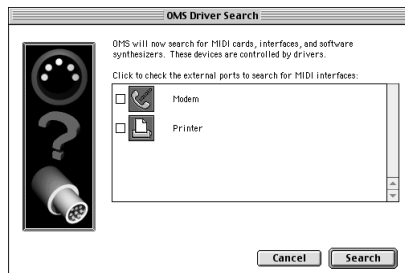 OMS Driver Search
OMS will now search for MIDI cards, interfaces, and software
synthesizers. These devices are controlled by drivers.
Click to check the external ports to search for MIDI interfaces:
Modem
Printer
Cancel
Search